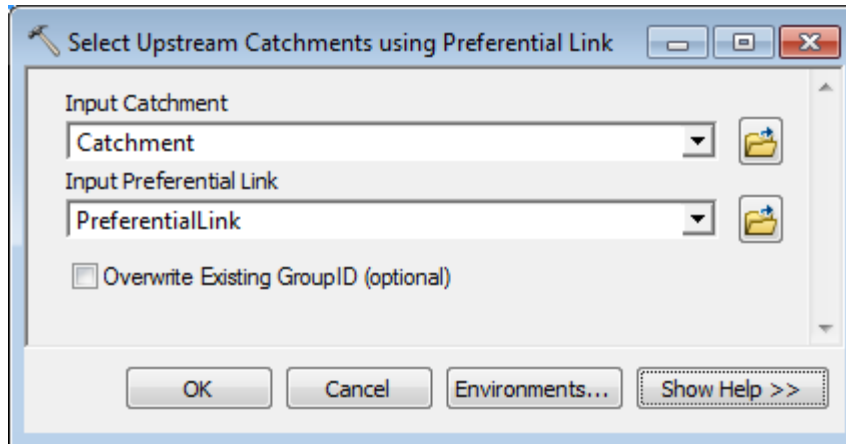 Select Upstream Catchments using Preferential Link
Input Catchment
Catchment
Input Preferential Link
PreferentialLink
Overwrite Existing GroupID (optional)
OK Cancel Environments... Show Help >>